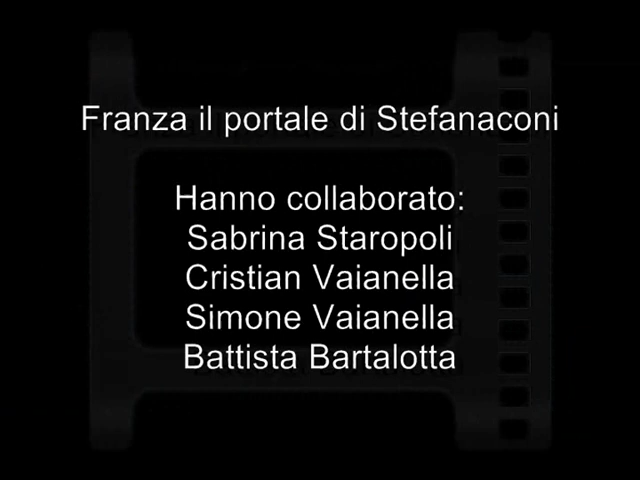 Franza il portale di Stefanaconi
Hanno collaborato:
Sabrina Staropoli
Cristian Vaianella
Simone Vaianella
Battista Bartalotta